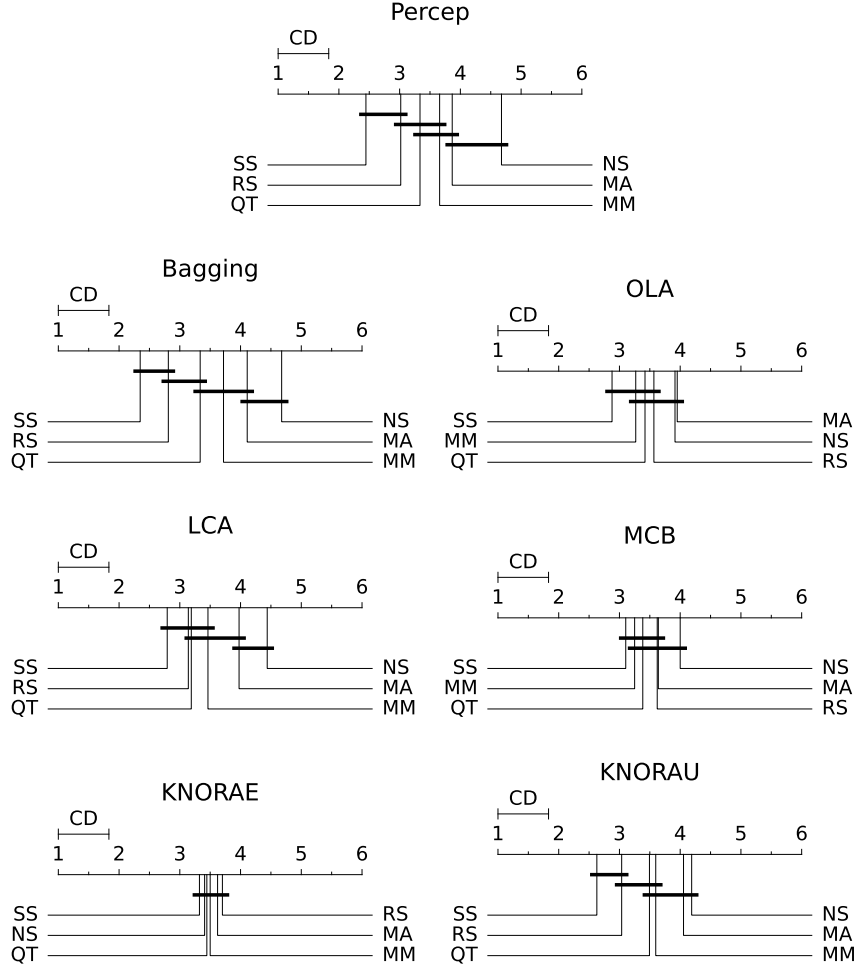 Percep
CD
1 2 3 4 5 6
SS NS
RS MA
QT MM
Bagging
CD
1 2 3 4 5 6
SS NS
RS MA
QT MM
OLA
CD
1 2 3 4 5 6
SS MA
MM NS
QT RS
LCA
CD
1 2 3 4 5 6
SS NS
RS MA
QT MM
MCB
CD
1 2 3 4 5 6
SS NS
MM MA
QT RS
KNORAE
CD
1 2 3 4 5 6
SS RS
NS MA
QT MM
KNORAU
CD
1 2 3 4 5 6
SS NS
RS MA
QT MM